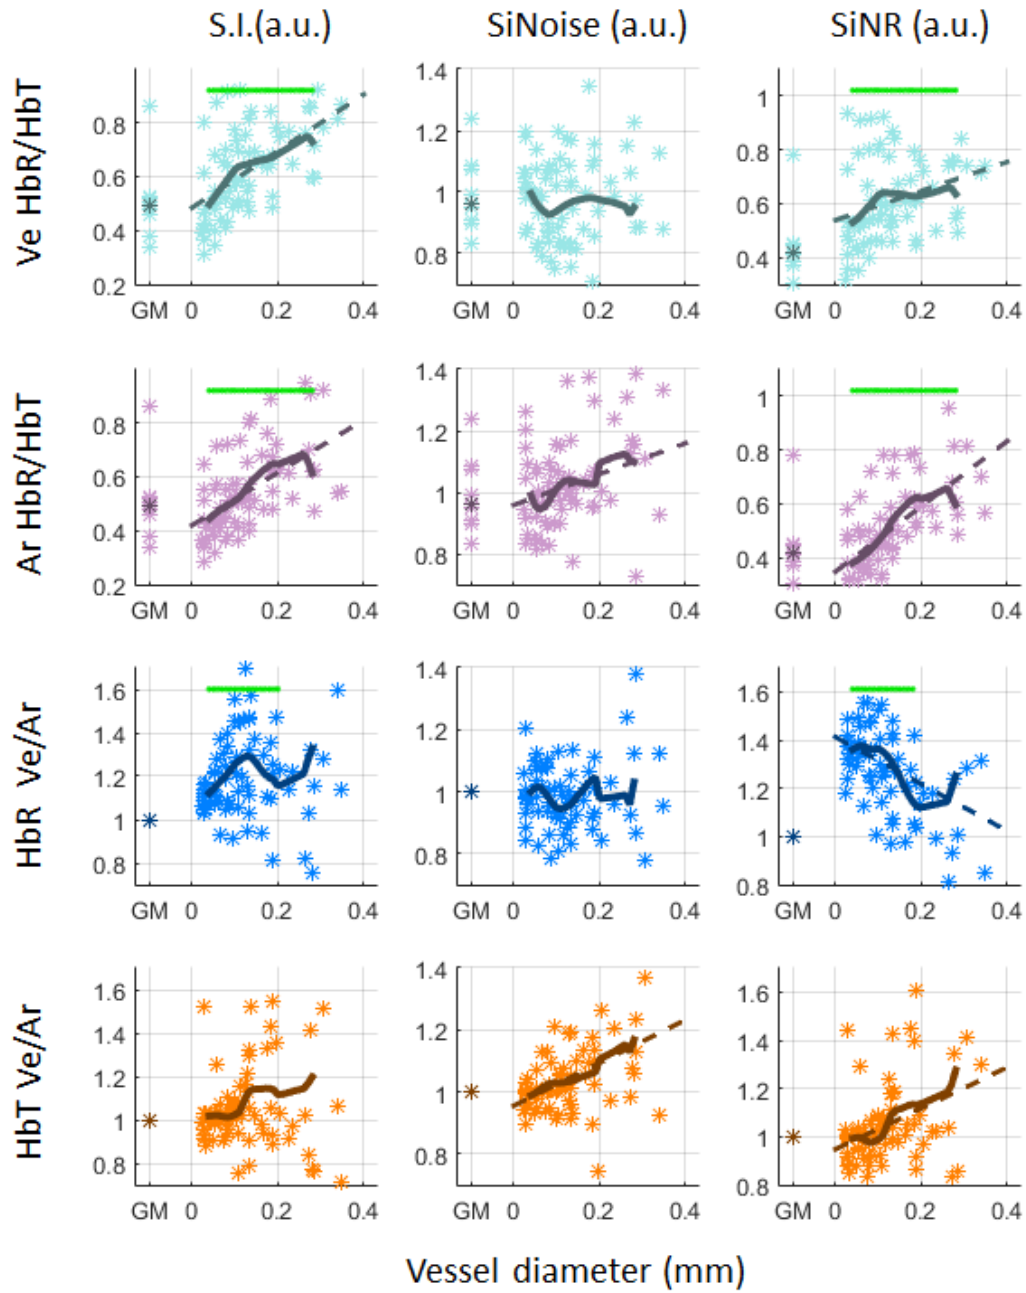 S.I.(a.u.) SiNoise (a.u.) SiNR (a.u.)
Ve HbR/HbT
0.8
0.6
0.4
0.2
GM 0 0.2 0.4
1.4
1.2
1
0.8
GM 0 0.2 0.4
1
0.8
0.6
0.4
GM 0 0.2 0.4
Ar HbR/HbT
0.8
0.6
0.4
0.2
GM 0 0.2 0.4
1.4
1.2
1
0.8
GM 0 0.2 0.4
1
0.8
0.6
0.4
GM 0 0.2 0.4
HbR Ve/Ar
1.6
1.4
1.2
1
0.8
GM 0 0.2 0.4
1.4
1.2
1
0.8
GM 0 0.2 0.4
1.6
1.4
1.2
1
0.8
GM 0 0.2 0.4
HbT Ve/Ar
1.6
1.4
1.2
1
0.8
GM 0 0.2 0.4
1.4
1.2
1
0.8
GM 0 0.2 0.4
1.6
1.4
1.2
1
0.8
GM 0 0.2 0.4
Vessel diameter (mm)